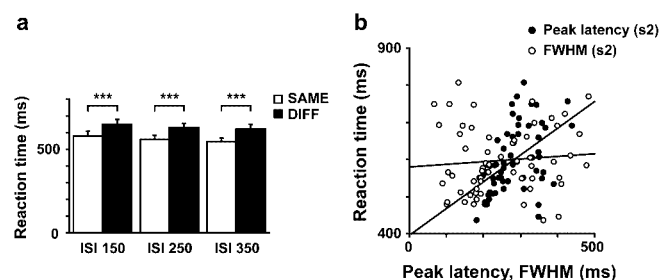 a
Reaction time (ms)
500
0
*** *** ***
SAME
DIFF
ISI 150 ISI 250 ISI 350
b
Peak latency (s2)
FWHM (s2)
Reaction time (ms)
900
400
0 500
Peak latency, FWHM (ms)